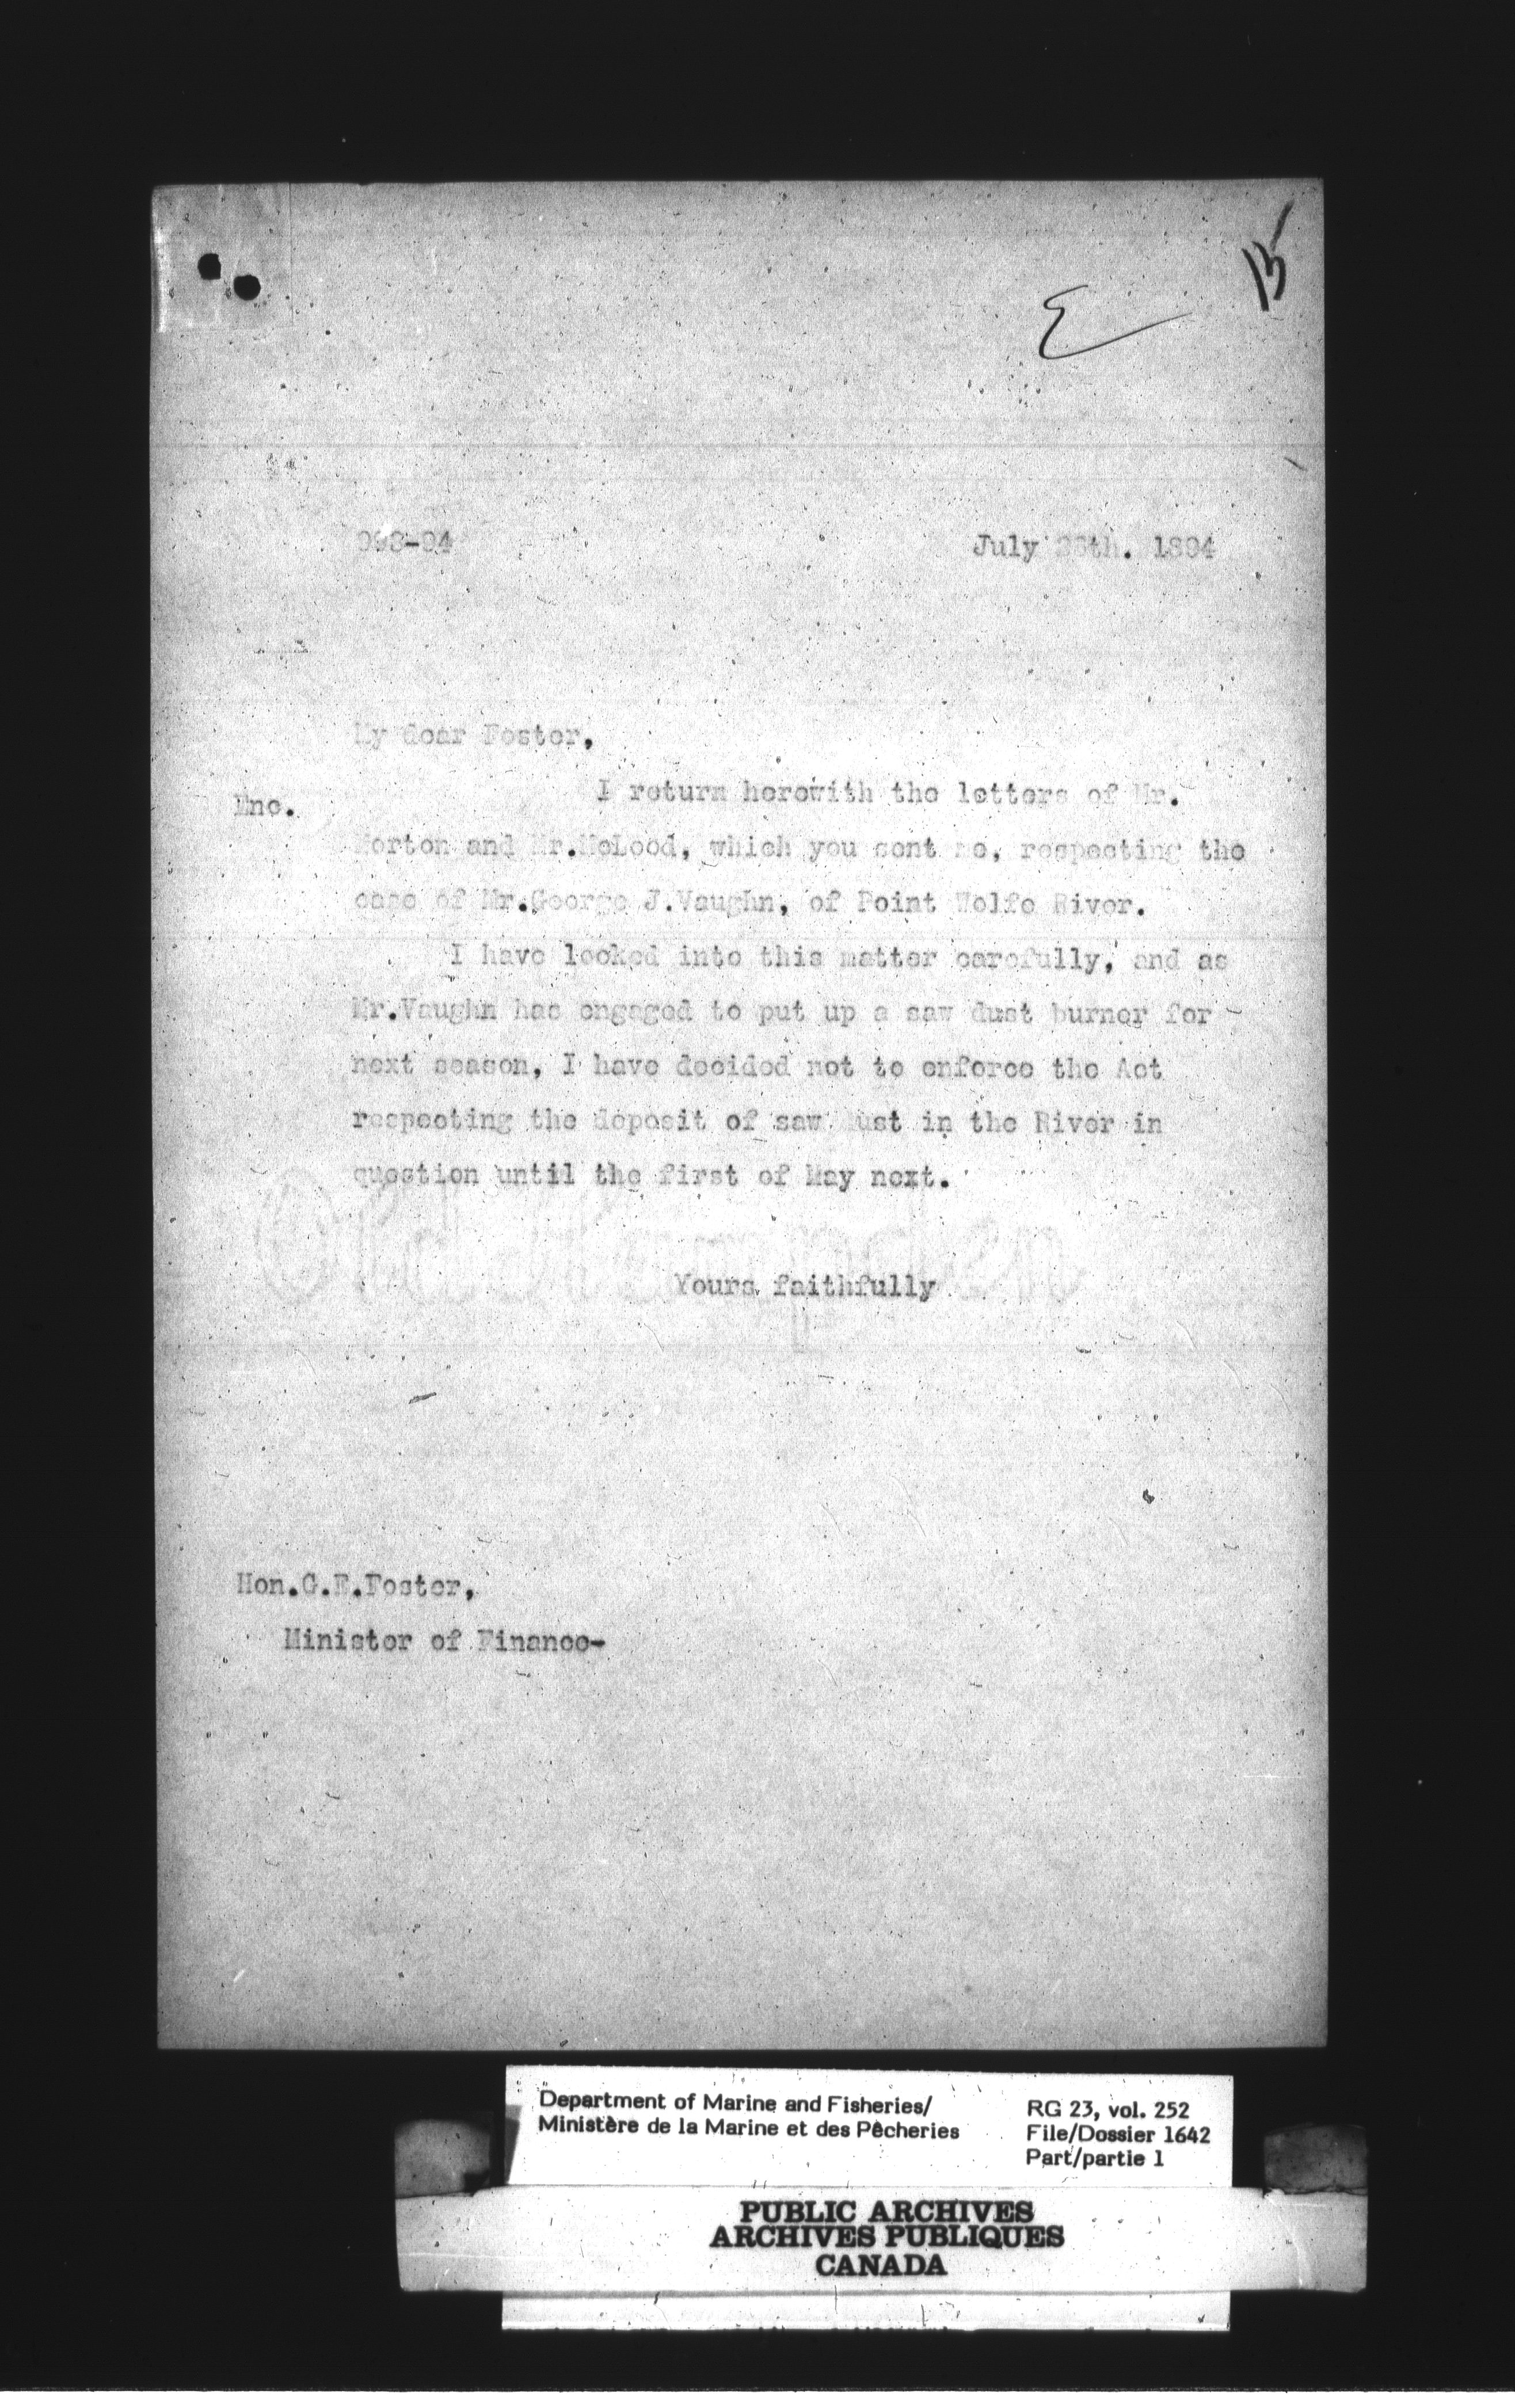 E
993-94
July 26th. 1894
My dear Foster,
Enc.
I return herewith the letters of Mr.
Morton and Mr.McLeod, which you sent me, respecting the
case of Mr.George J.Vaughn, of Point Wolfe River.
I have looked into this matter carefully, and as
Mr.Vaughn has engaged to put up a saw dust burner for
next season, I have decided not to enforce the Act
respecting the deposit of saw dust in the River in
question until the first of May next.
Yours faithfully
Hon.G.E.Foster,
Minister of Finance-
Department of Marine and Fisheries/
Ministère de la Marine et des Pêcheries
RG 23, vol. 252
File/Dossier 1642
Part/partie 1
PUBLIC ARCHIVES
ARCHIVES PUBLIQUES
CANADA